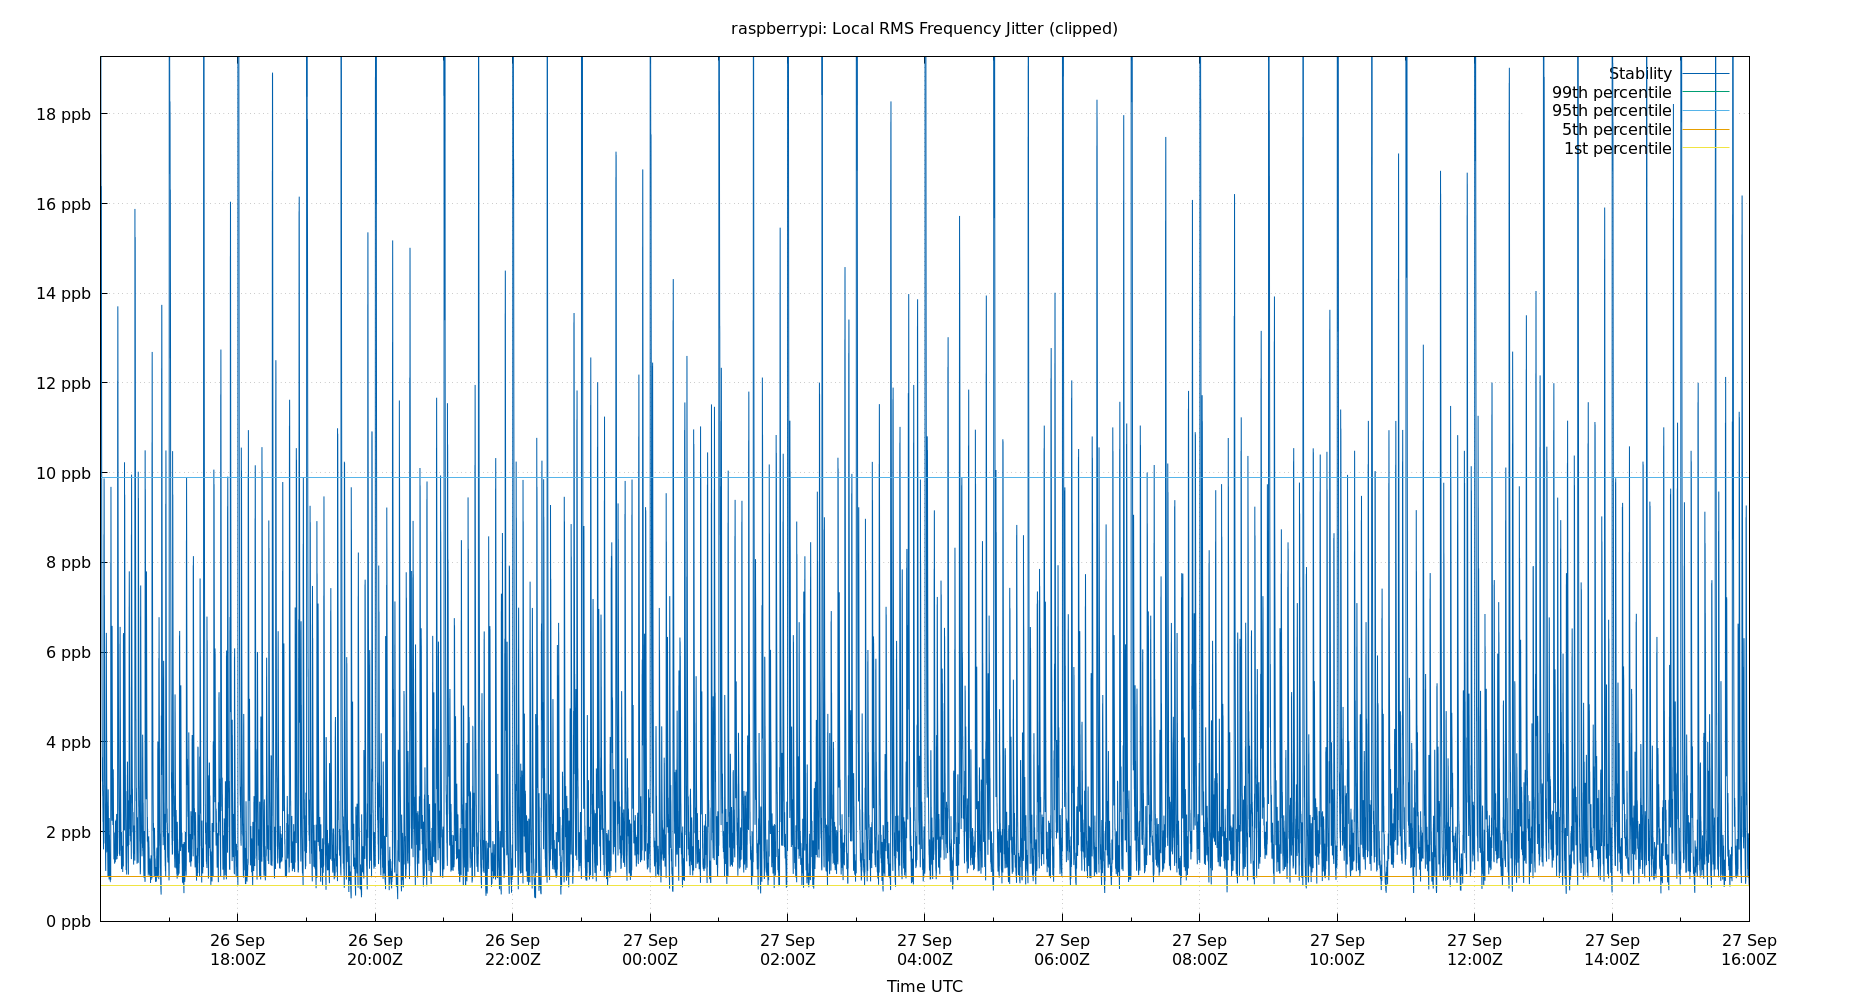 raspberrypi: Local RMS Frequency Jitter (clipped)
Stability
99th percentile
95th percentile
5th percentile
1st percentile
18 ppb
16 ppb
14 ppb
12 ppb
10 ppb
8 ppb
6 ppb
4 ppb
2 ppb
0 ppb
26 Sep 26 Sep 26 Sep 27 Sep 27 Sep 27 Sep 27 Sep 27 Sep 27 Sep 27 Sep 27 Sep 27 Sep
18:00Z 20:00Z 22:00Z 00:00Z 02:00Z 04:00Z 06:00Z 08:00Z 10:00Z 12:00Z 14:00Z 16:00Z
Time UTC